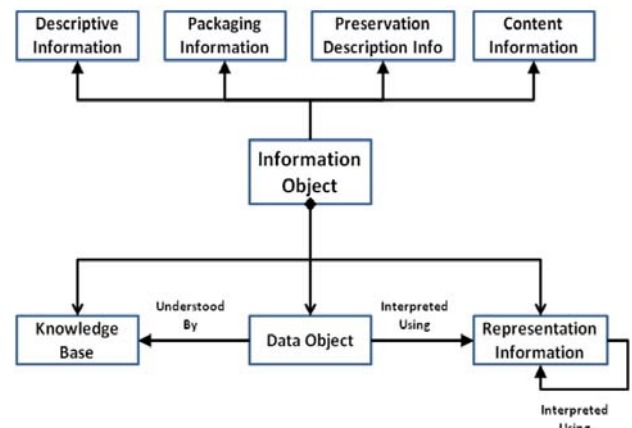 Descriptive
Information
Packaging
Information
Preservation
Description Info
Content
Information
Information
Object
Understood
By
Interpreted
Using
Knowledge
Base
Data Object
Representation
Information
Interpreted
Using